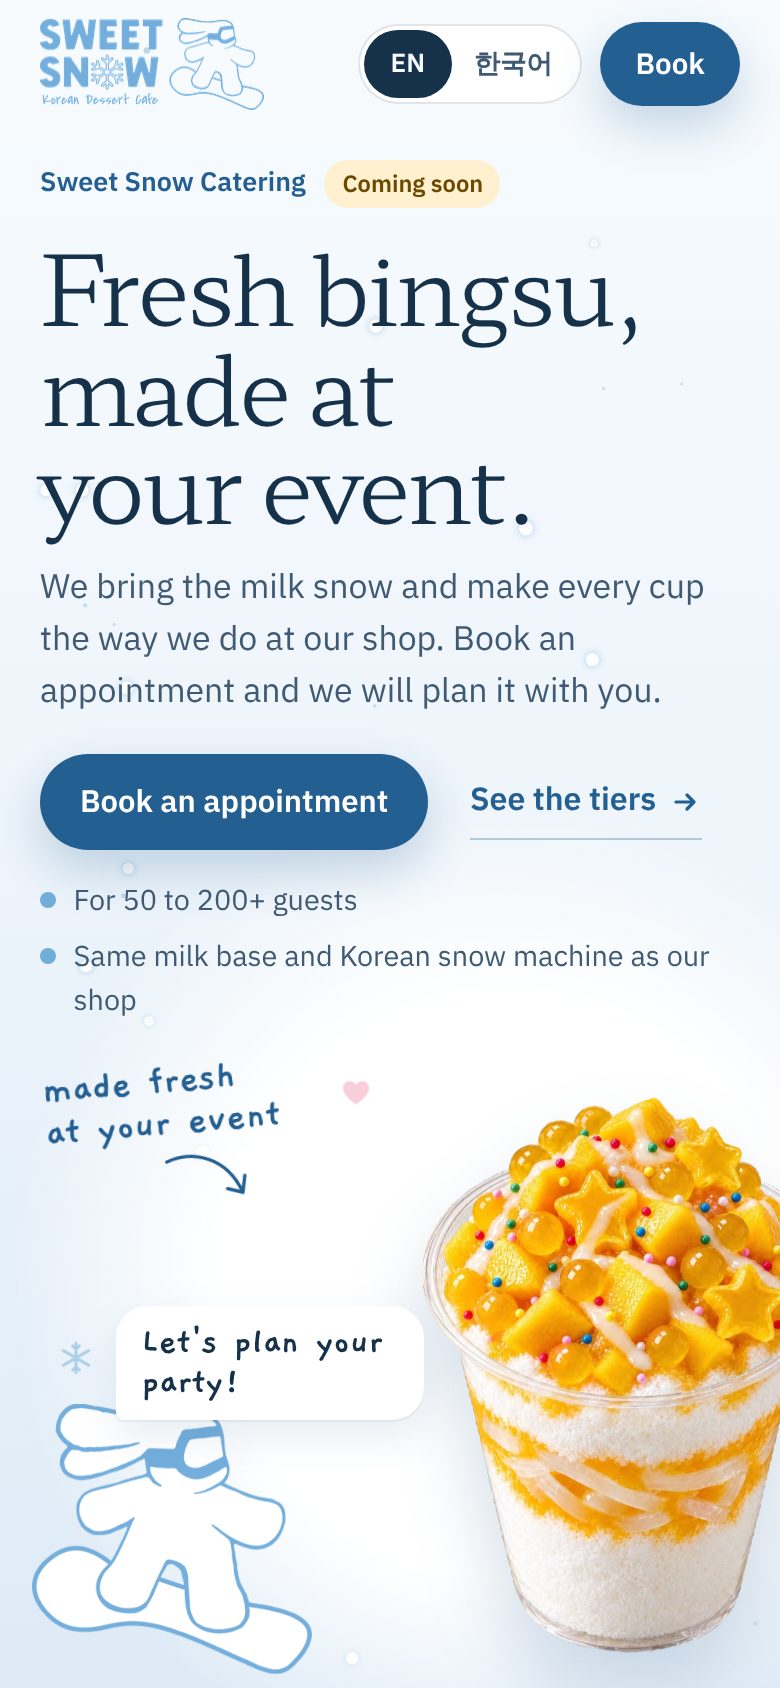 SWEET
SNOW
Korean Dessert Cafe
EN 한국어 Book
Sweet Snow Catering Coming soon
Fresh bingsu,
made at
your event.
We bring the milk snow and make every cup
the way we do at our shop. Book an
appointment and we will plan it with you.
Book an appointment See the tiers →
For 50 to 200+ guests
Same milk base and Korean snow machine as our
shop
made fresh
at your event
Let's plan your
party!